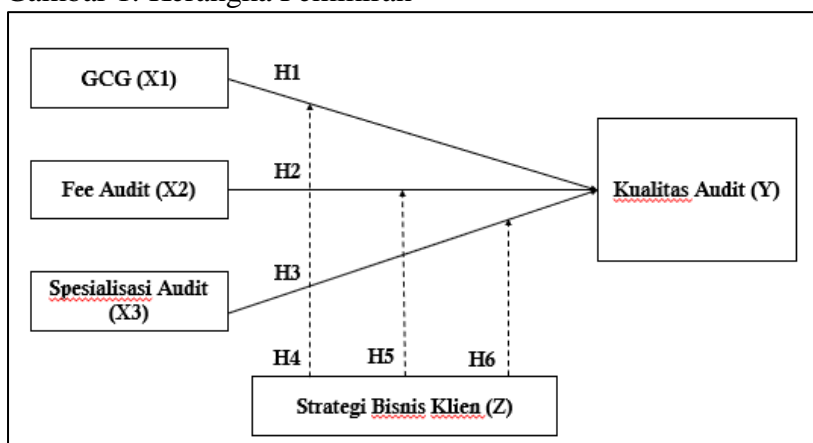 Gambar 1. Kerangka Pemikiran
GCG (X1)
H1
Fee Audit (X2)
H2
Kualitas Audit (Y)
Spesialisasi Audit
(X3)
H3
H4
H5
H6
Strategi Bisnis Klien (Z)